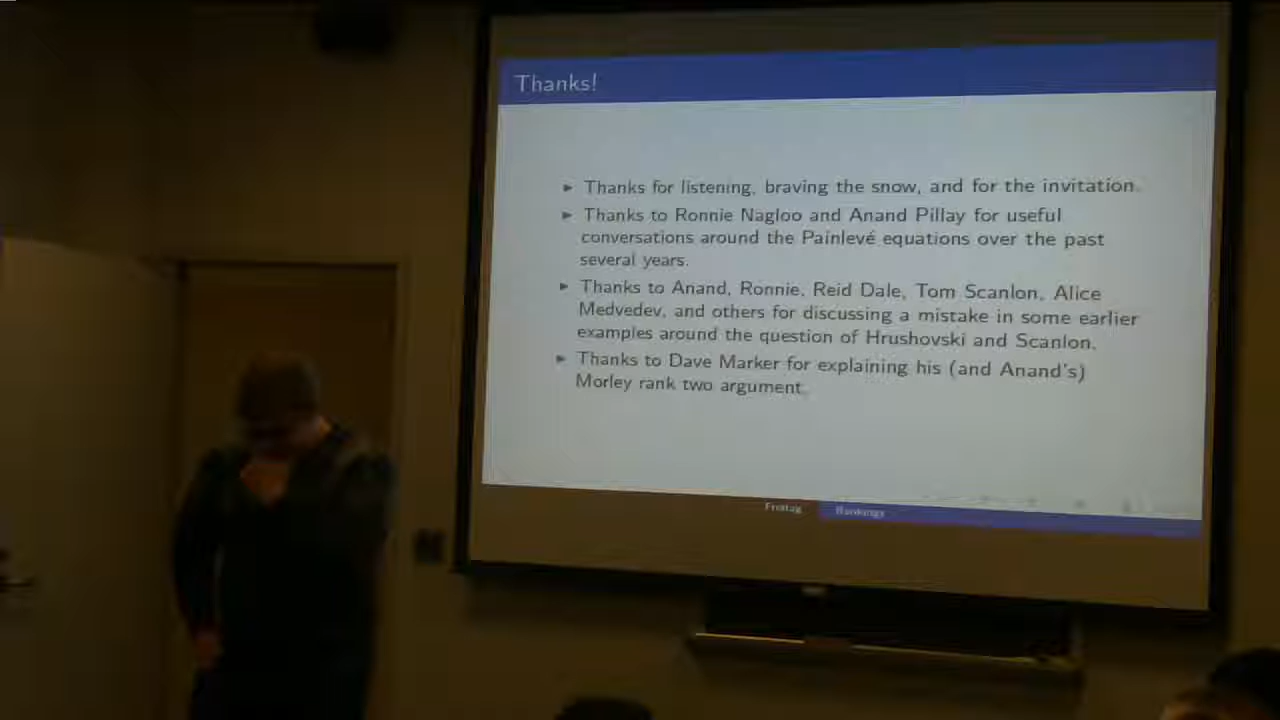 Thanks!
Thanks for listening, braving the snow, and for the invitation.
Thanks to Ronnie Nagloo and Anand Pillay for useful
conversations around the Painlevé equations over the past
several years.
Thanks to Anand, Ronnie, Reid Dale, Tom Scanlon, Alice
Medvedev, and others for discussing a mistake in some earlier
examples around the question of Hrushovski and Scanlon.
Thanks to Dave Marker for explaining his (and Anand's)
Morley rank two argument.
Freitag Rankings